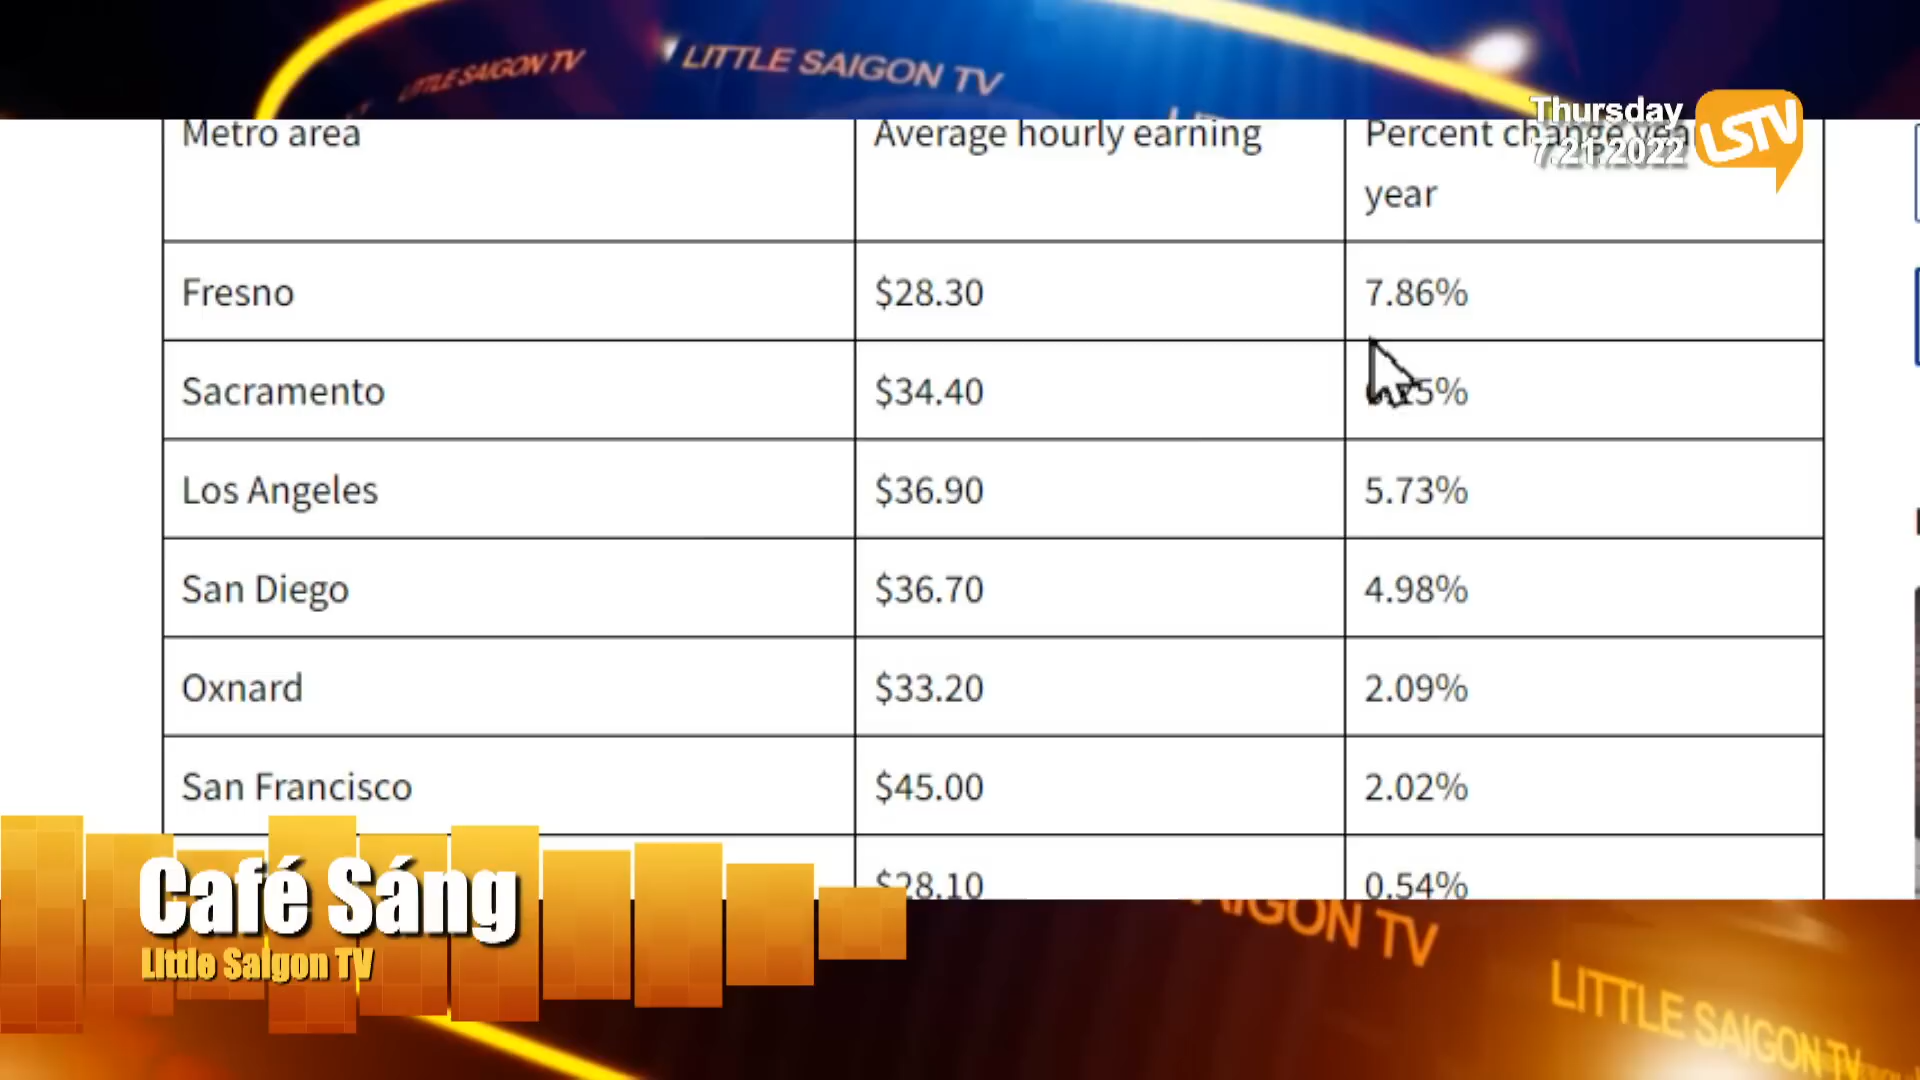 LITTLE SAIGON TV
LITTLE SAIGON TV
Thursday
7.21.2022
LSTV
Metro area Average hourly earning Percent change
year
Fresno $28.30 7.86%
Sacramento $34.40
Los Angeles $36.90 5.73%
San Diego $36.70 4.98%
Oxnard $33.20 2.09%
San Francisco $45.00 2.02%
$28.10 0.54%
Café Sáng
Little Saigon TV
TV
LITTLE SAIGON TV